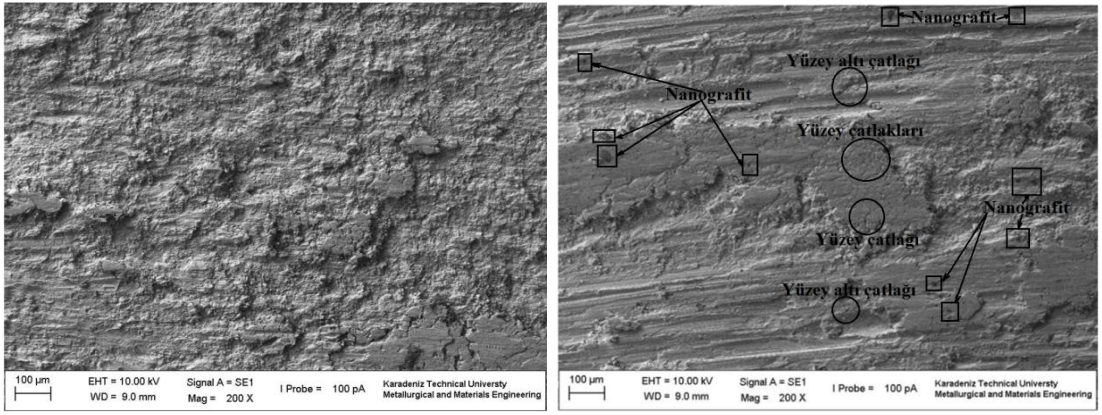 100 µm
EHT = 10.00 kV
WD = 9.0 mm
Signal A = SE1
Mag = 200 X
I Probe = 100 pA
Karadeniz Technical Universty
Metallurgical and Materials Engineering
Nanografit
Yüzey altı çatlağı
Nanografit
Yüzey çatlakları
Nanografit
Yüzey çatlağı
Yüzey altı çatlağı
100 µm
EHT = 10.00 kV
WD = 9.0 mm
Signal A = SE1
Mag = 200 X
I Probe = 100 pA
Karadeniz Technical Universty
Metallurgical and Materials Engineering